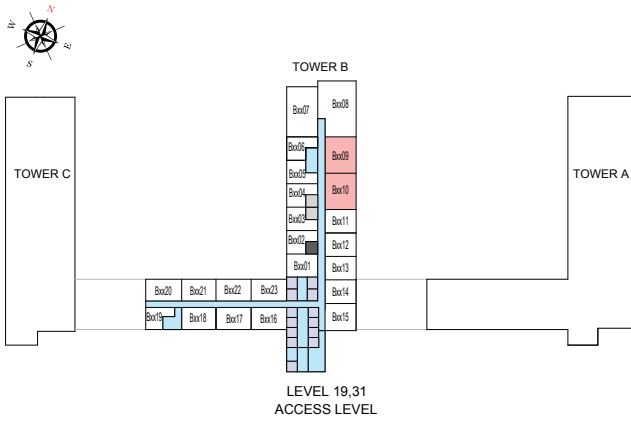 N
W
E
S
TOWER B
Bxx07
Bxx08
Bxx06
Bxx09
Bxx05
TOWER C
TOWER A
Bxx04
Bxx10
Bxx03
Bxx11
Bxx02
Bxx12
Bxx01
Bxx13
Bxx20
Bxx21
Bxx22
Bxx23
Bxx14
Bxx19
Bxx18
Bxx17
Bxx16
Bxx15
LEVEL 19,31
ACCESS LEVEL